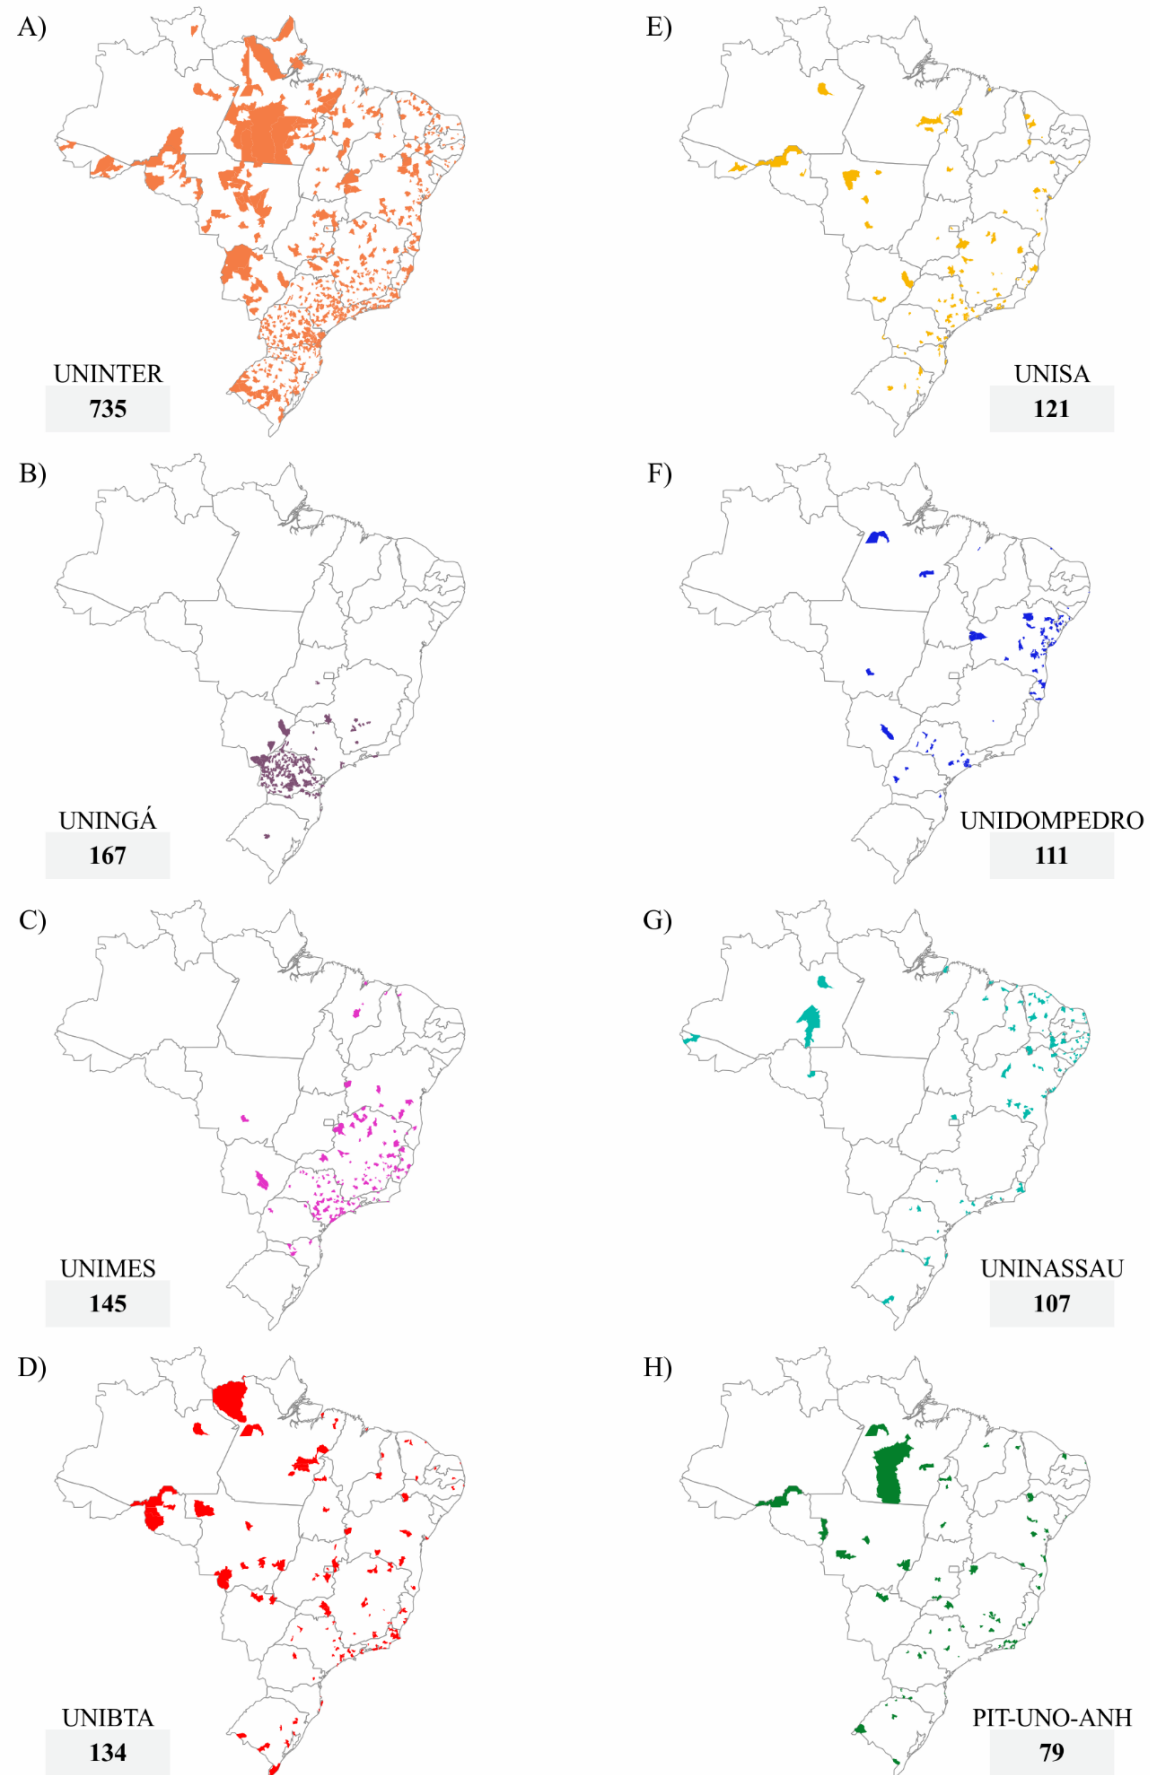 A)
UNINTER
735
B)
UNINGÁ
167
C)
UNIMES
145
D)
UNIBTA
134
E)
UNISA
121
F)
UNIDOMPEDRO
111
G)
UNINASSAU
107
H)
PIT-UNO-ANH
79